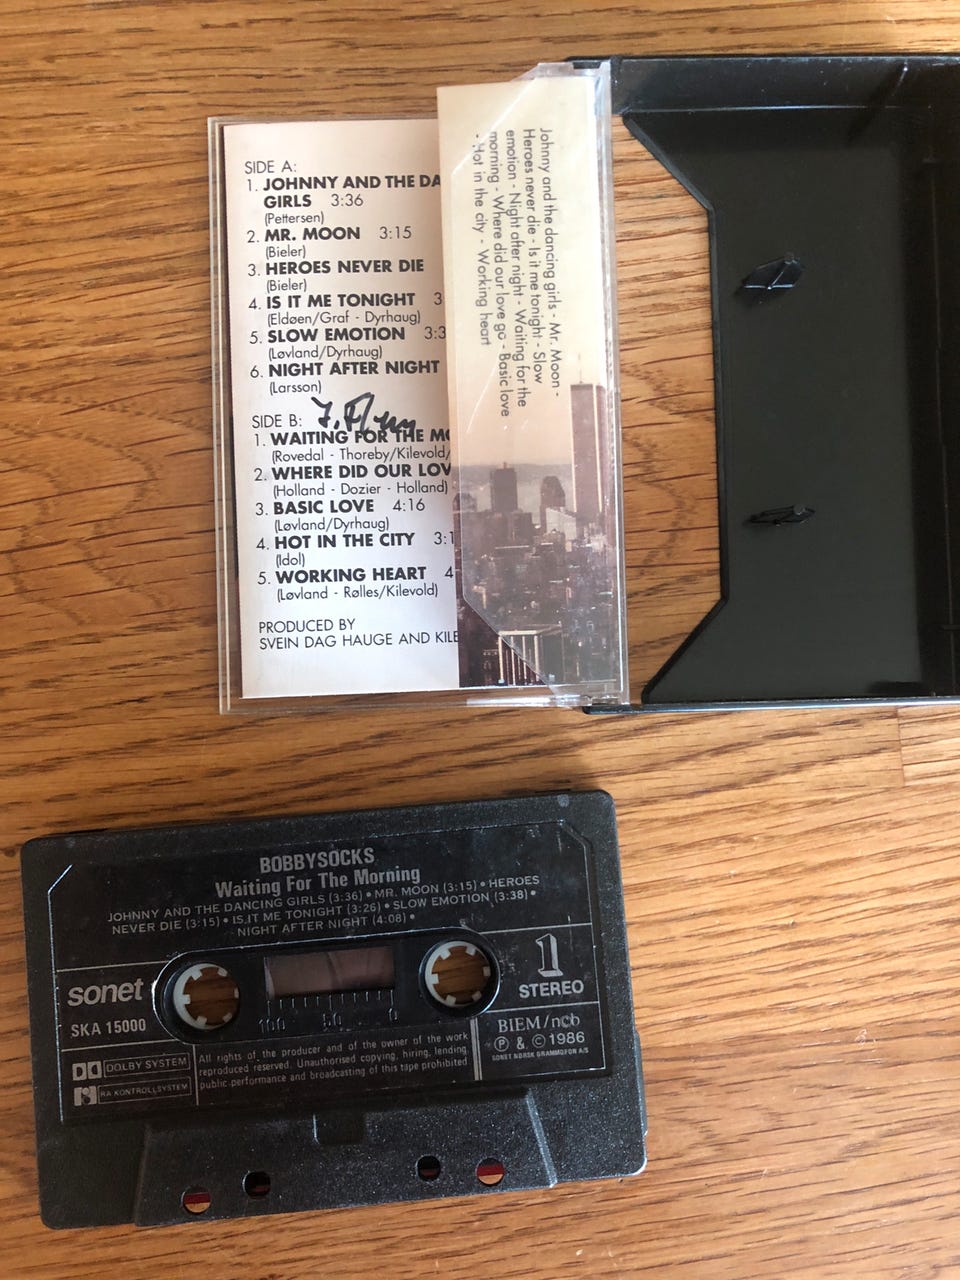 SIDE A:
1. JOHNNY AND THE DA
GIRLS 3:36
(Pettersen)
2. MR. MOON 3:15
(Bieler)
3. HEROES NEVER DIE
(Bieler)
4. IS IT ME TONIGHT 3
(Eldøen/Graf - Dyrhaug)
5. SLOW EMOTION 3:3
(Løvland/Dyrhaug)
6. NIGHT AFTER NIGHT
(Larsson)
SIDE B:
1. WAITING FOR THE MO
(Rovedal - Thoreby/Kilevold/
2. WHERE DID OUR LOV
(Holland - Dozier - Holland)
3. BASIC LOVE 4:16
(Løvland/Dyrhaug)
4. HOT IN THE CITY 3:1
(Idol)
5. WORKING HEART 4
(Løvland - Rølles/Kilevold)
PRODUCED BY
SVEIN DAG HAUGE AND KILE
Johnny and the dancing girls - Mr. Moon -
Heroes never die - Is it me tonight - Slow
emotion - Night after night - Waiting for the
morning - Where did our love go - Basic love
- Hot in the city - Working heart
BOBBYSOCKS
Waiting For The Morning
JOHNNY AND THE DANCING GIRLS (3:36) • MR. MOON (3:15) • HEROES
NEVER DIE (3:15) • IS IT ME TONIGHT (3:26) • SLOW EMOTION (3:38) •
NIGHT AFTER NIGHT (4:08) •
sonet
SKA 15000
100 50 0
1
STEREO
DOLBY SYSTEM
RA KONTROLLSYSTEM
All rights of the producer and of the owner of the work
reproduced reserved. Unauthorised copying, hiring, lending,
public performance and broadcasting of this tape prohibited
BIEM/ncb
Ⓟ & © 1986
SONET NORSK GRAMMOFON A/S